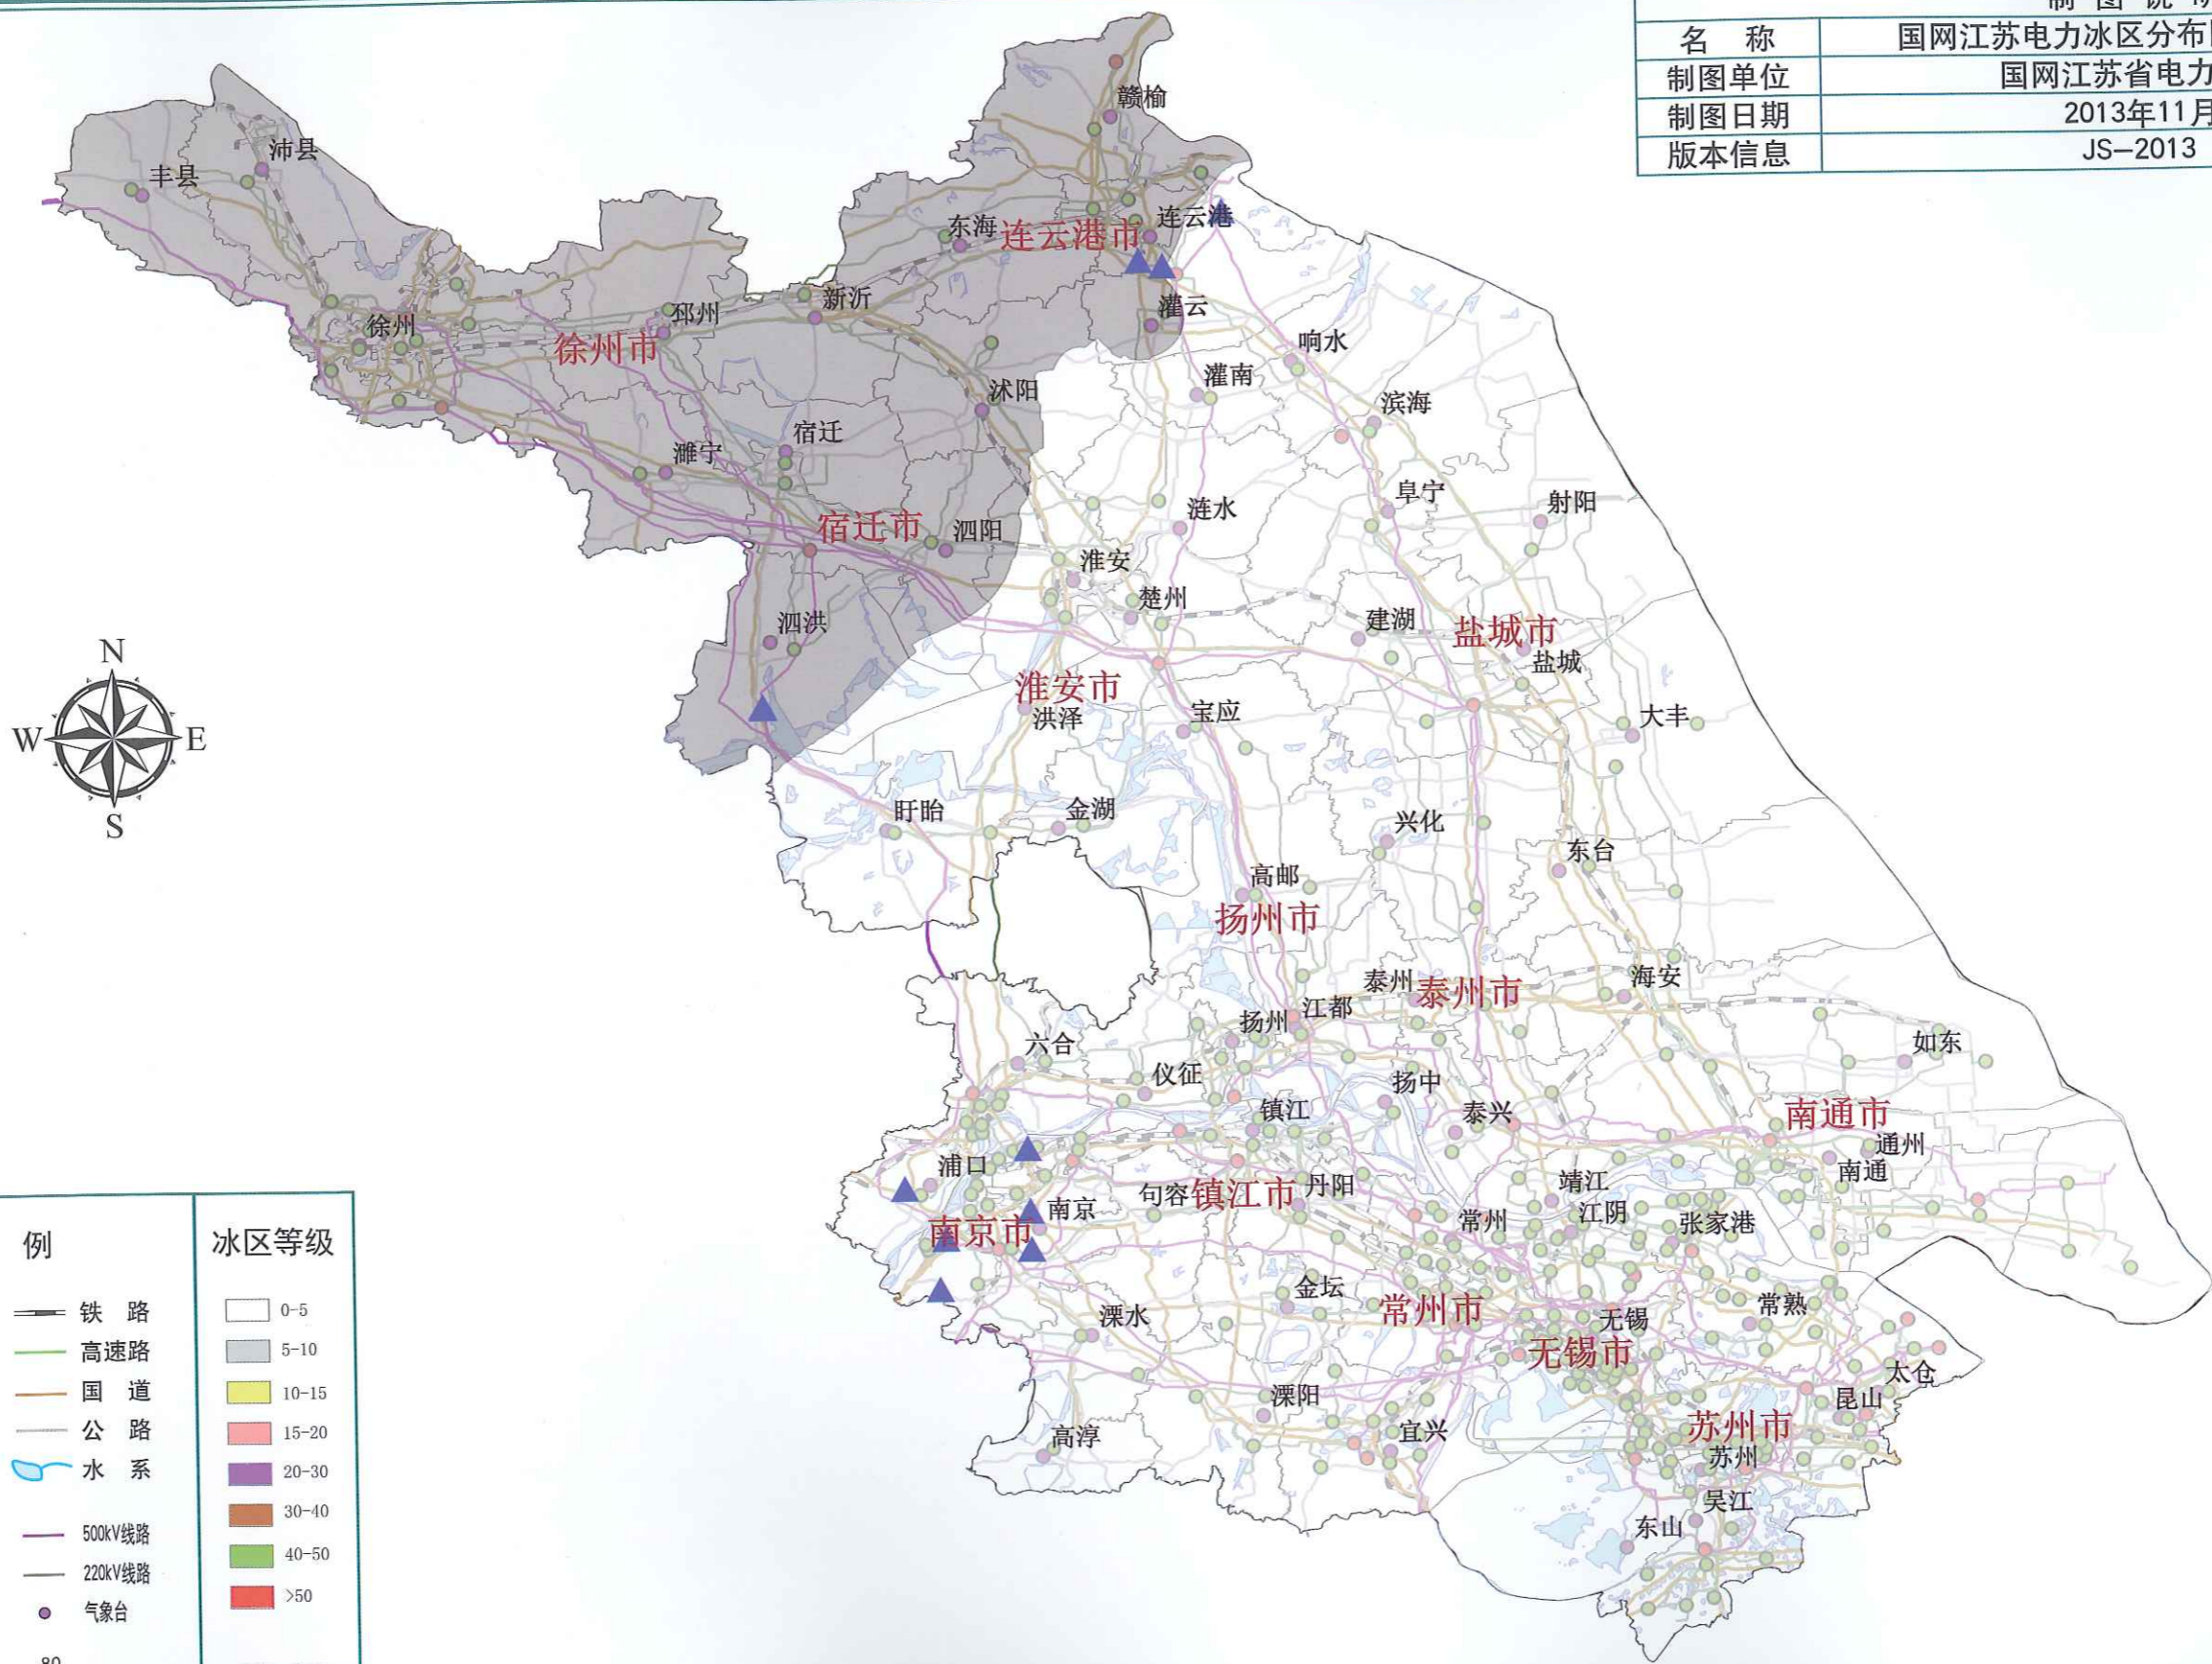 制图说
名 称 国网江苏电力冰区分布
制图单位 国网江苏省电力
制图日期 2013年11月
版本信息 JS-2013
赣榆
沛县
丰县
连云港
东海
连云港市
新沂
灌云
邳州
徐州
徐州市
响水
灌南
沭阳
滨海
宿迁
睢宁
阜宁
射阳
涟水
宿迁市
泗阳
淮安
楚州
泗洪
建湖
盐城市
盐城
淮安市
洪泽
宝应
大丰
N
W
E
S
盱眙
金湖
兴化
东台
高邮
扬州市
泰州
泰州市
海安
扬州
江都
如东
六合
仪征
扬中
镇江
泰兴
南通市
通州
南通
浦口
句容
镇江市
丹阳
靖江
南京
南京市
常州
江阴
张家港
金坛
常州市
溧水
无锡
常熟
无锡市
太仓
溧阳
昆山
高淳
宜兴
苏州市
苏州
吴江
东山
例
铁 路
高速路
国 道
公 路
水 系
500kV线路
220kV线路
气象台
80
冰区等级
0-5
5-10
10-15
15-20
20-30
30-40
40-50
>50